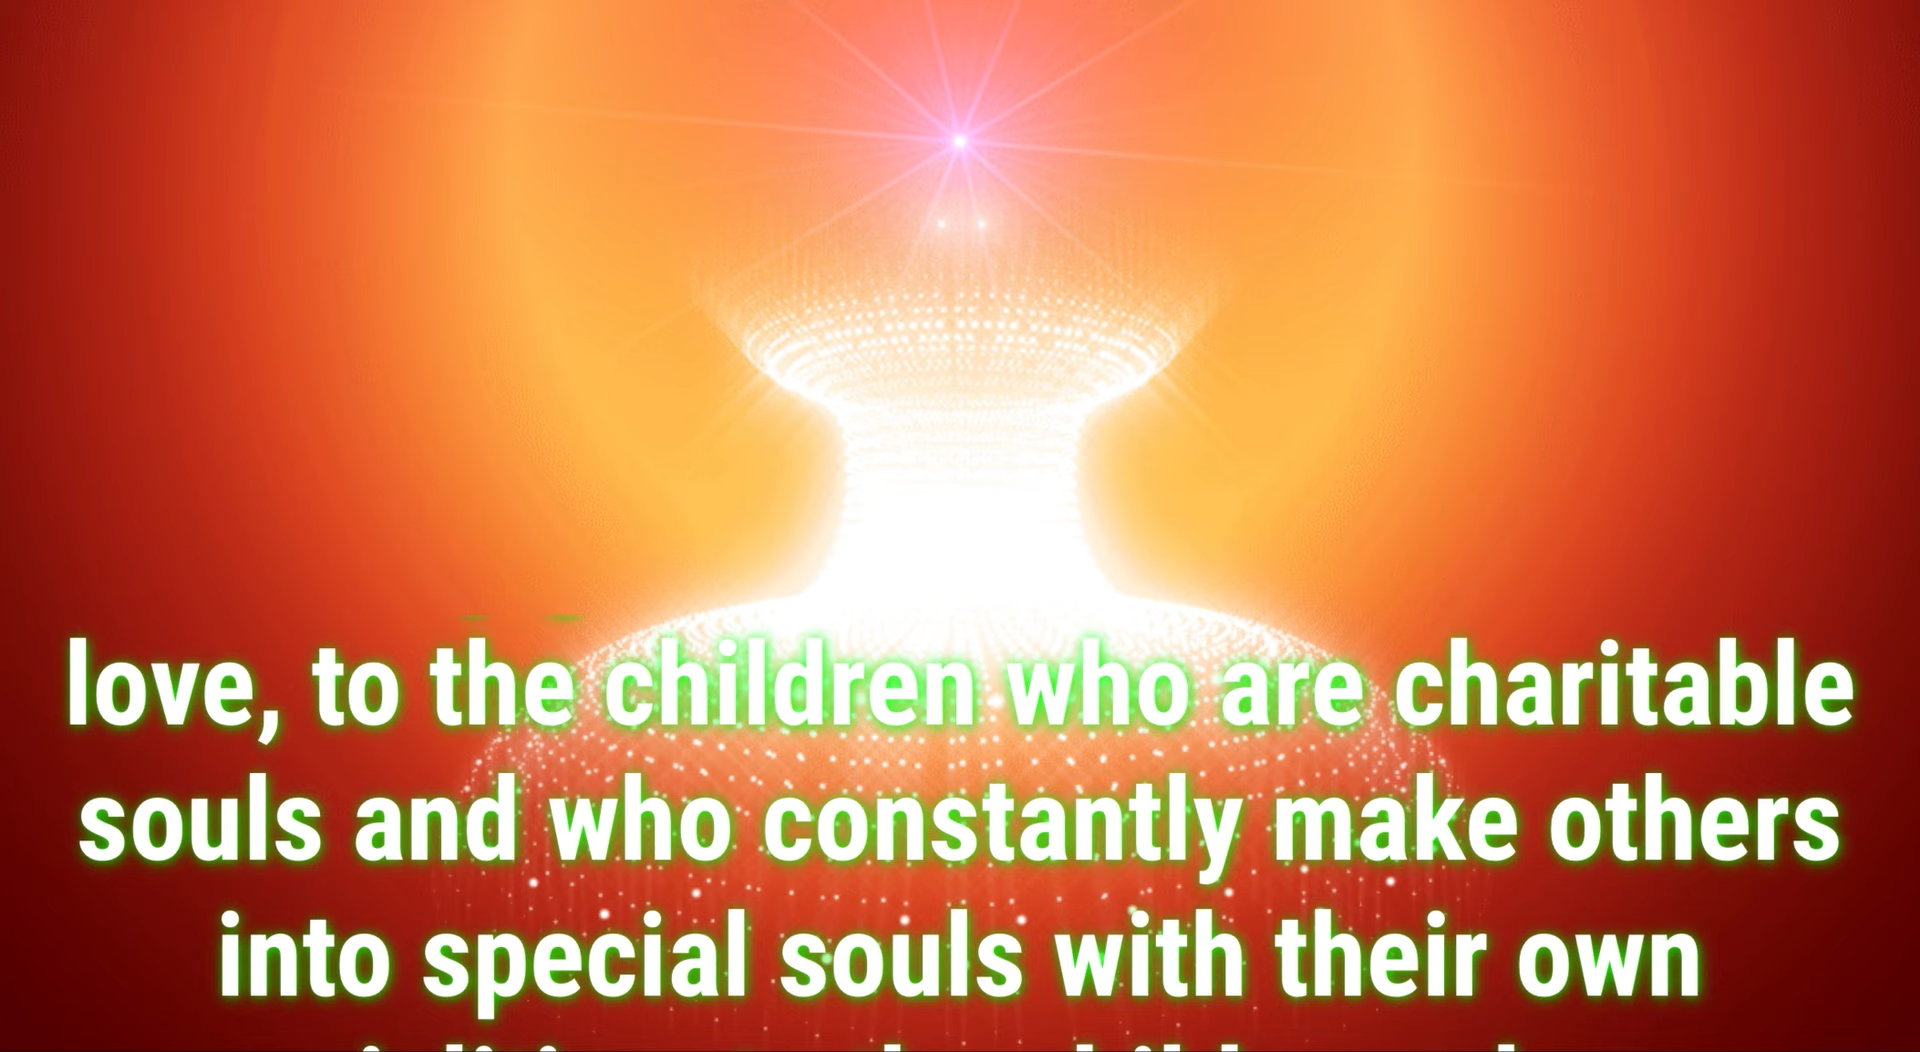 love, to the children who are charitable
souls and who constantly make others
into special souls with their own